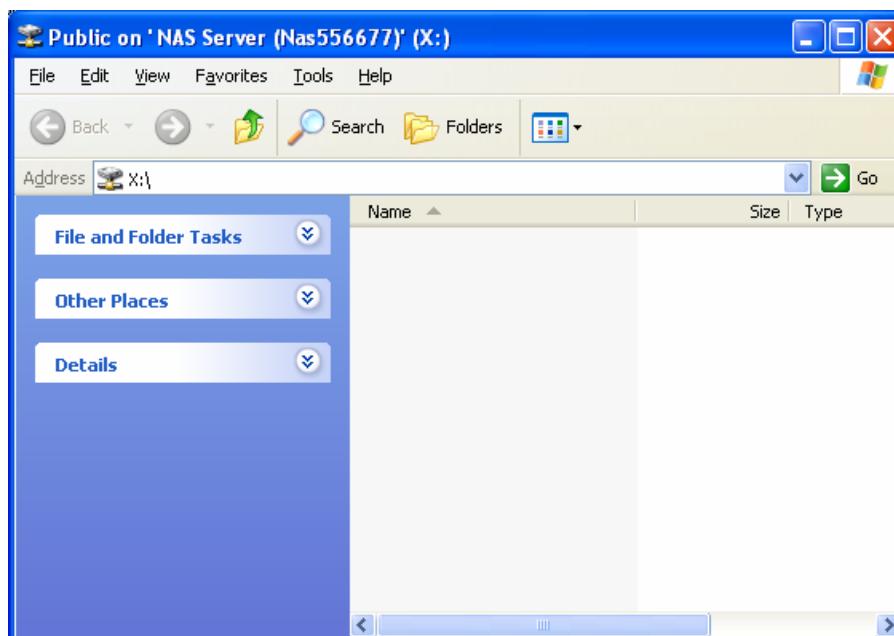 Public on 'NAS Server (Nas556677)' (X:)
File Edit View Favorites Tools Help
Back Search Folders
Address X:\ Go
Name Size Type
File and Folder Tasks
Other Places
Details